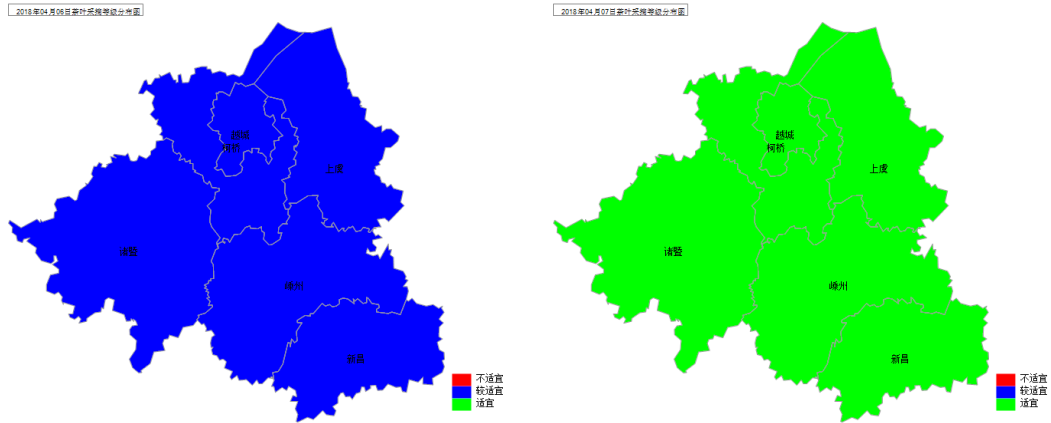 2018年04月06日茶叶采摘等级分布图
越城
柯桥
上虞
诸暨
嵊州
新昌
不适宜
较适宜
适宜
2018年04月07日茶叶采摘等级分布图
越城
柯桥
上虞
诸暨
嵊州
新昌
不适宜
较适宜
适宜